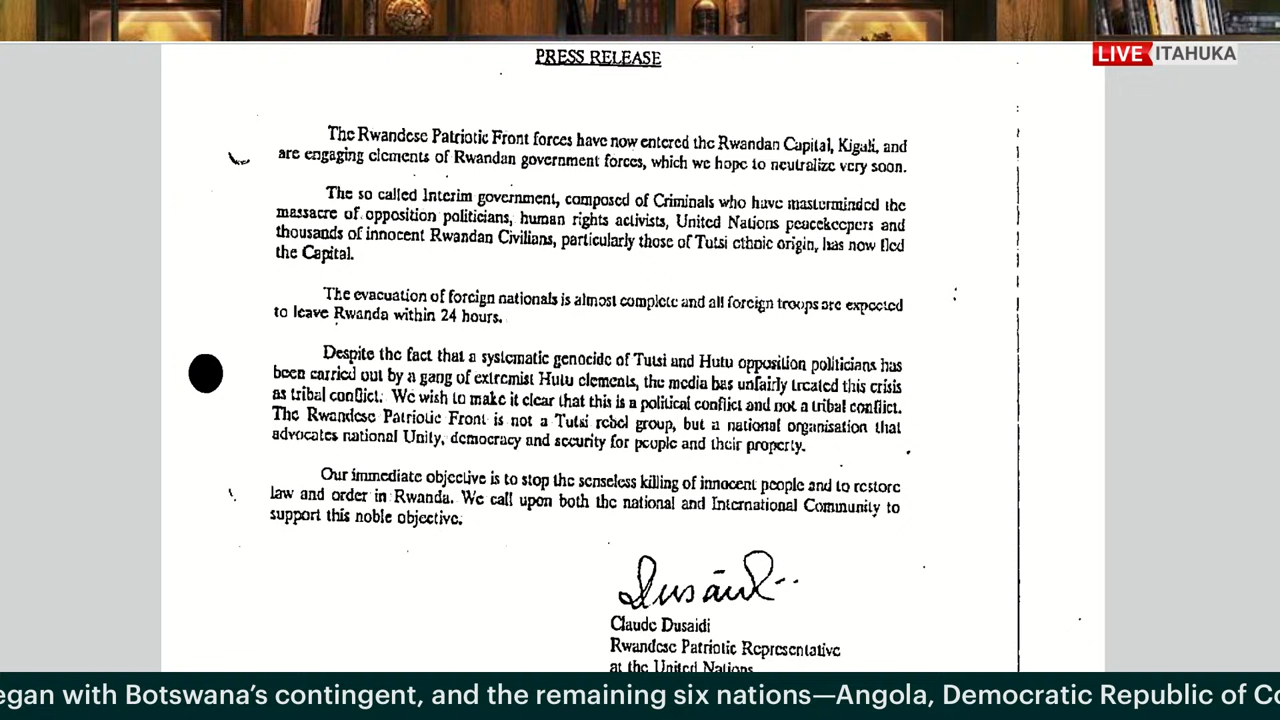 PRESS RELEASE
LIVE ITAHUKA
The Rwandese Patriotic Front forces have now entered the Rwandan Capital, Kigali, and
are engaging elements of Rwandan government forces, which we hope to neutralize very soon.
The so called Interim government, composed of Criminals who have masterminded the
massacre of opposition politicians, human rights activists, United Nations peacekeepers and
thousands of innocent Rwandan Civilians, particularly those of Tutsi ethnic origin, has now fled
the Capital.
The evacuation of foreign nationals is almost complete and all foreign troops are expected
to leave Rwanda within 24 hours.
Despite the fact that a systematic genocide of Tutsi and Hutu opposition politicians has
been carried out by a gang of extremist Hutu elements, the media has unfairly treated this crisis
as tribal conflict. We wish to make it clear that this is a political conflict and not a tribal conflict.
The Rwandese Patriotic Front is not a Tutsi rebel group, but a national organisation that
advocates national Unity, democracy and security for people and their property.
Our immediate objective is to stop the senseless killing of innocent people and to restore
law and order in Rwanda. We call upon both the national and International Community to
support this noble objective.
Dusaidi
Claude Dusaidi
Rwandese Patriotic Representative
at the United Nations
egan with Botswana's contingent, and the remaining six nations—Angola, Democratic Republic of Co